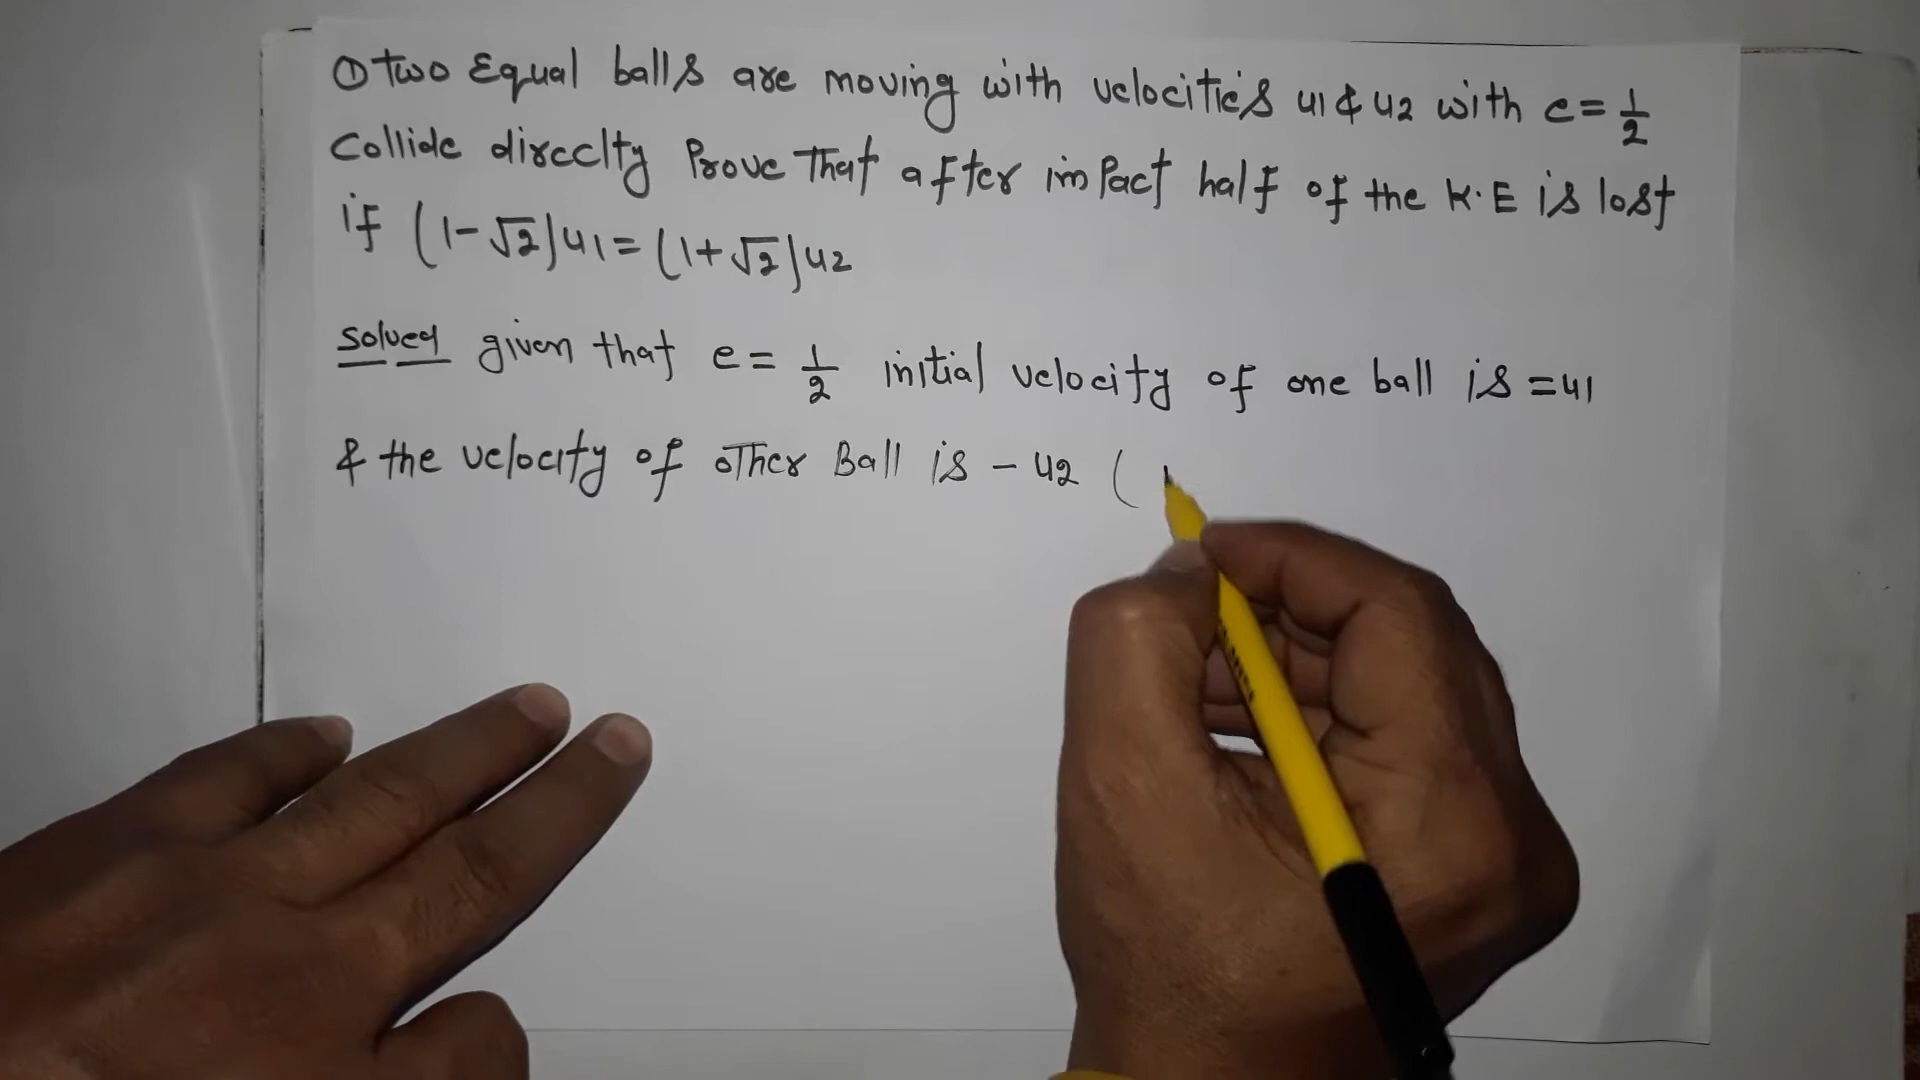 ① two Equal balls are moving with velocities u1 & u2 with e = 1/2
Collide direclty Prove That after impact half of the K.E is lost
if (1-√2)u1 = (1+√2)u2
Solved given that e = 1/2 initial velocity of one ball is = u1
& the velocity of oTher Ball is - u2 (